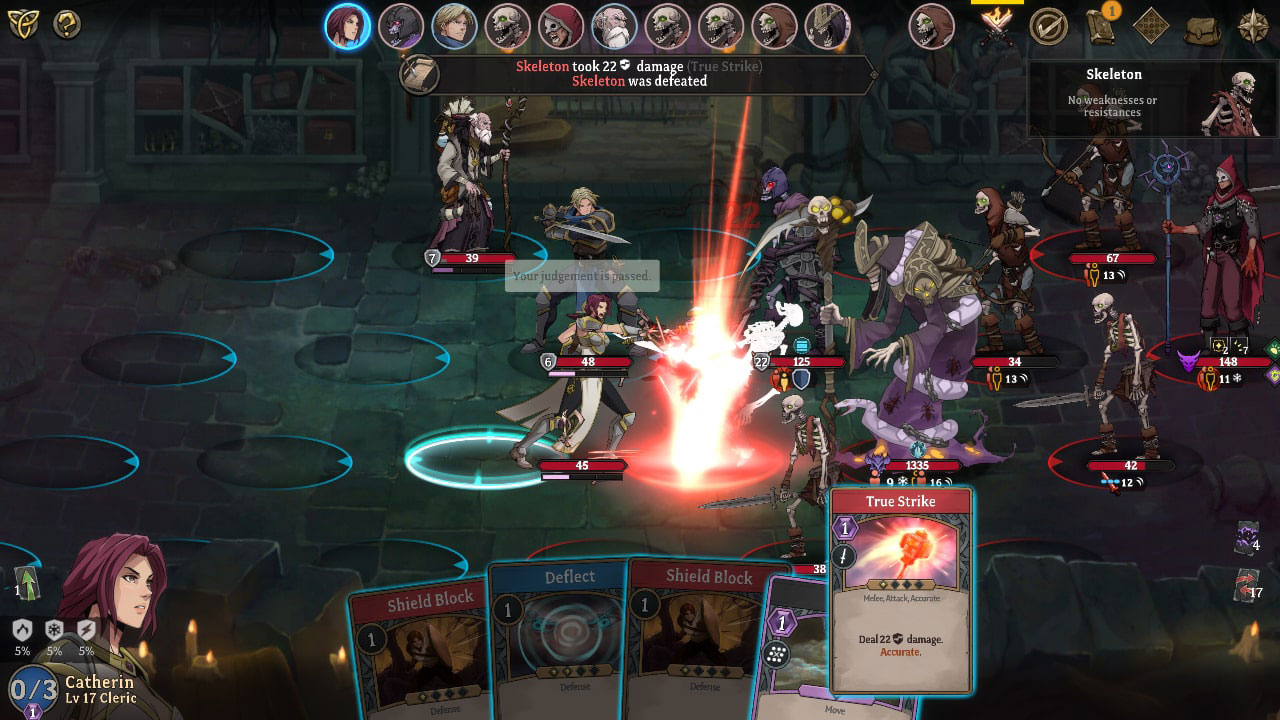 1
Skeleton took 22 damage (True Strike)
Skeleton was defeated
Skeleton
No weaknesses or
resistances
7 39
67
13
Your judgement is passed.
6 48
22 125
34
13
2 7
148
11
45
1335
9 16
42
12
38
True Strike
1
Melee, Attack, Accurate
Deal 22 damage.
Accurate.
Shield Block
1
Defense
Deflect
1
Defense
Shield Block
1
Defense
1
Move
4
17
1
5% 5% 5%
0/3
1
Catherin
Lv 17 Cleric